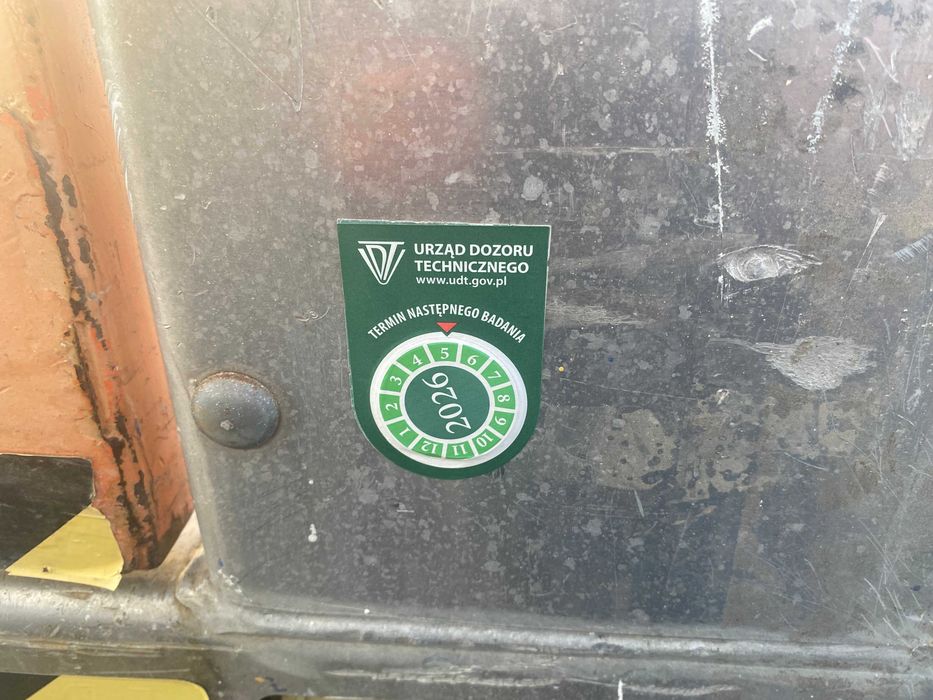 UDT
URZĄD DOZORU
TECHNICZNEGO
www.udt.gov.pl
TERMIN NASTĘPNEGO BADANIA
1 2 3 4 5 6 7 8 9 10 11 12
2026